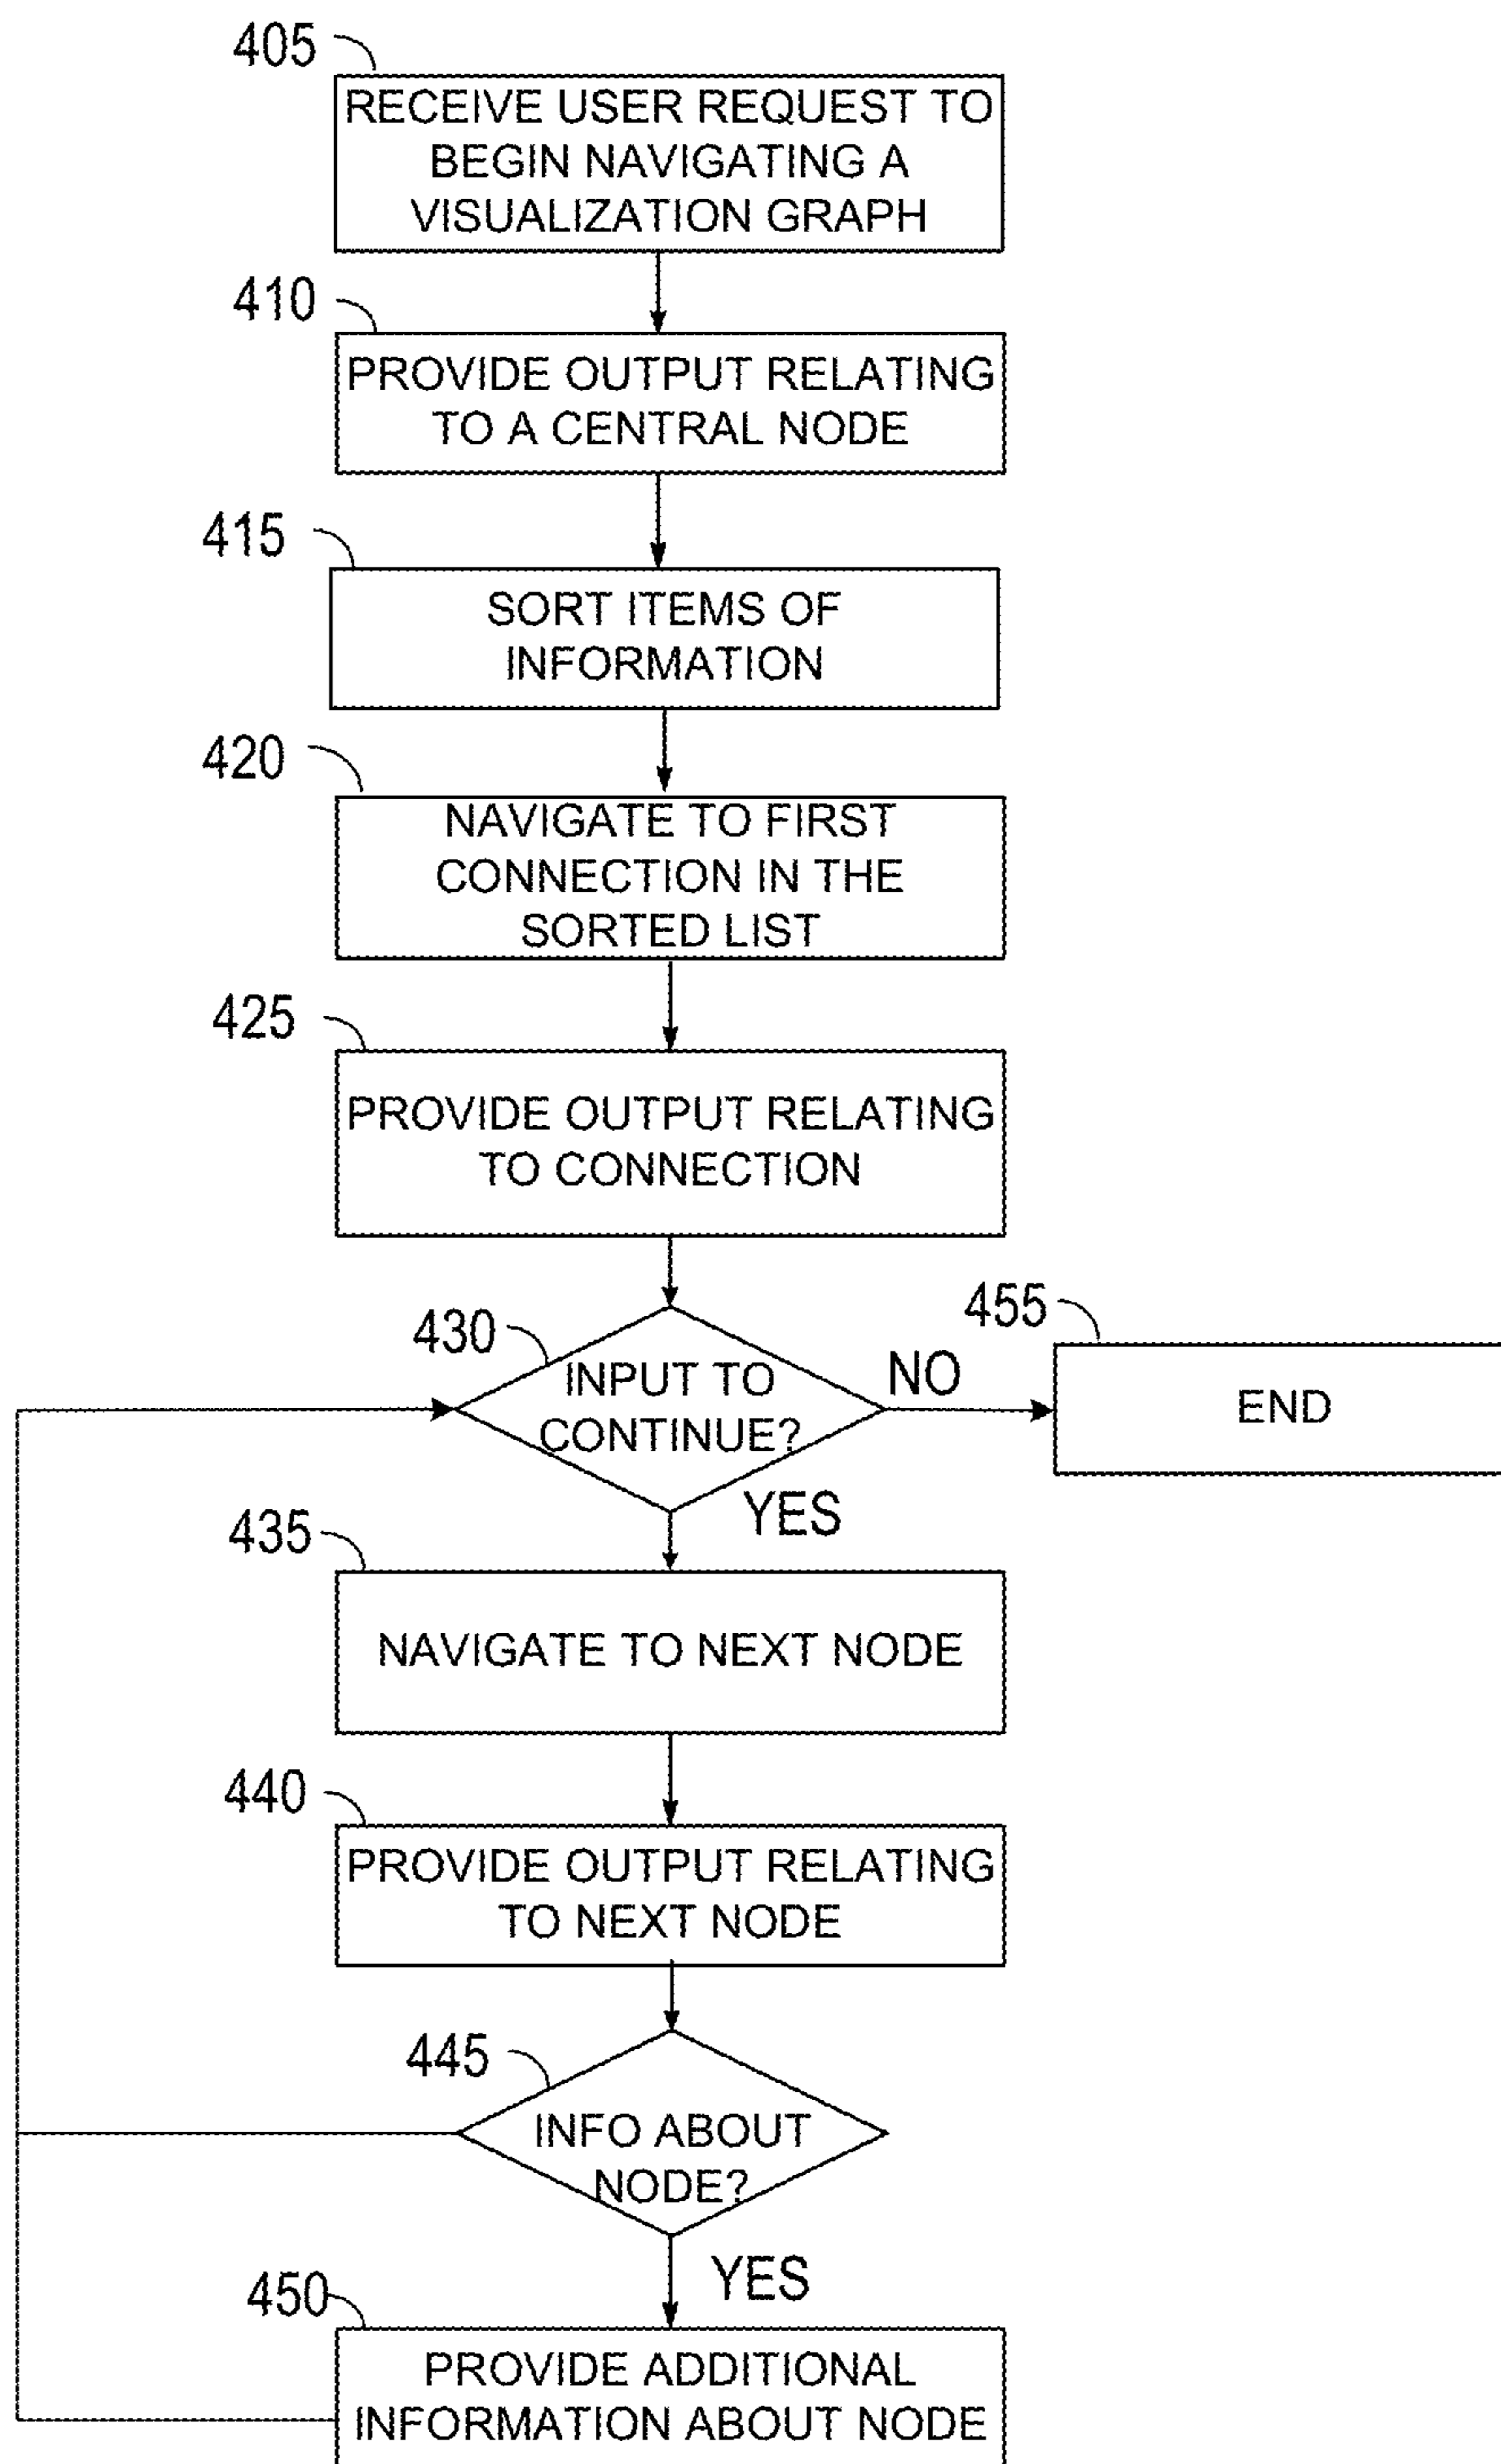 405
RECEIVE USER REQUEST TO
BEGIN NAVIGATING A
VISUALIZATION GRAPH
410
PROVIDE OUTPUT RELATING
TO A CENTRAL NODE
415
SORT ITEMS OF
INFORMATION
420
NAVIGATE TO FIRST
CONNECTION IN THE
SORTED LIST
425
PROVIDE OUTPUT RELATING
TO CONNECTION
430
INPUT TO
CONTINUE?
NO
455
END
YES
435
NAVIGATE TO NEXT NODE
440
PROVIDE OUTPUT RELATING
TO NEXT NODE
445
INFO ABOUT
NODE?
YES
450
PROVIDE ADDITIONAL
INFORMATION ABOUT NODE